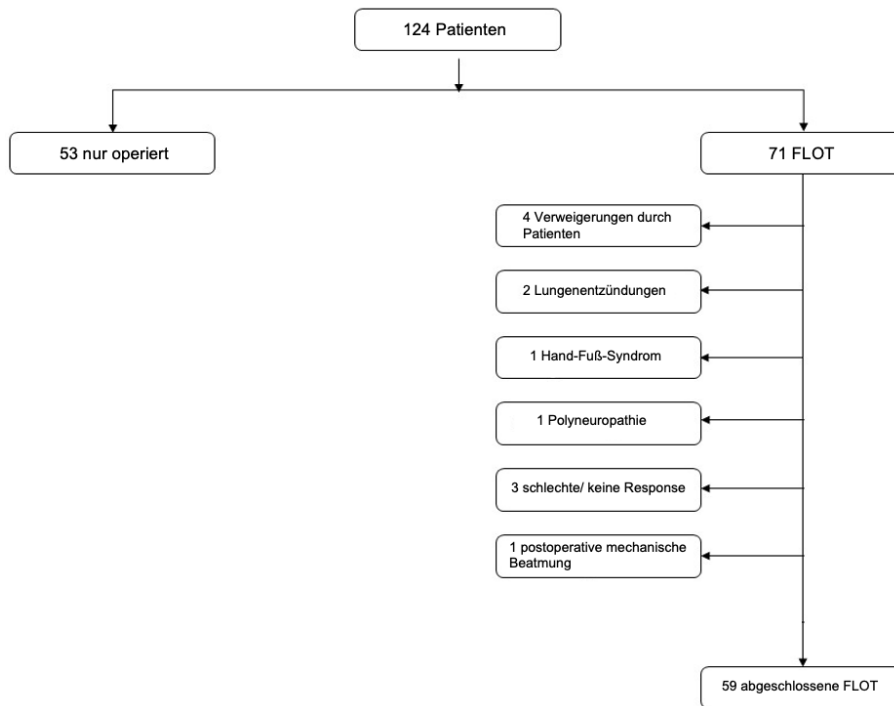 124 Patienten
53 nur operiert
71 FLOT
4 Verweigerungen durch
Patienten
2 Lungenentzündungen
1 Hand-Fuß-Syndrom
1 Polyneuropathie
3 schlechte/ keine Response
1 postoperative mechanische
Beatmung
59 abgeschlossene FLOT